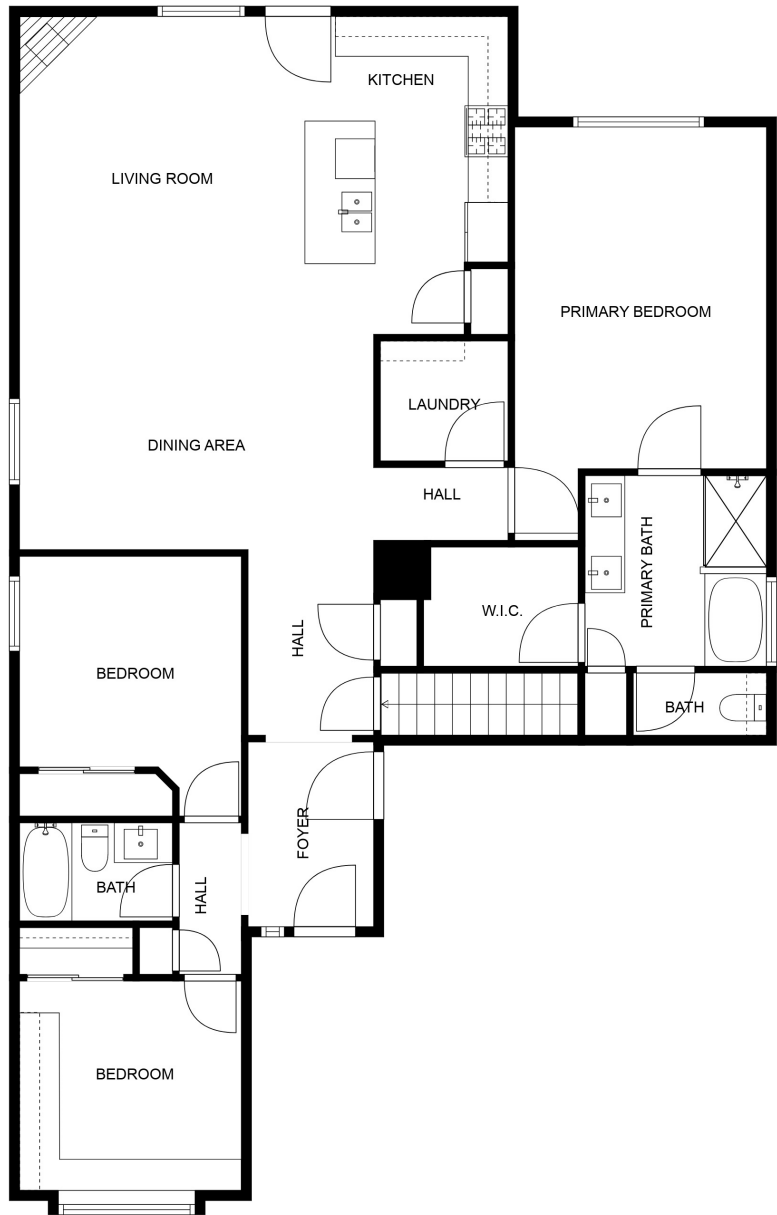 KITCHEN
LIVING ROOM
PRIMARY BEDROOM
LAUNDRY
DINING AREA
HALL
PRIMARY BATH
W.I.C.
HALL
BEDROOM
BATH
FOYER
BATH
HALL
BEDROOM